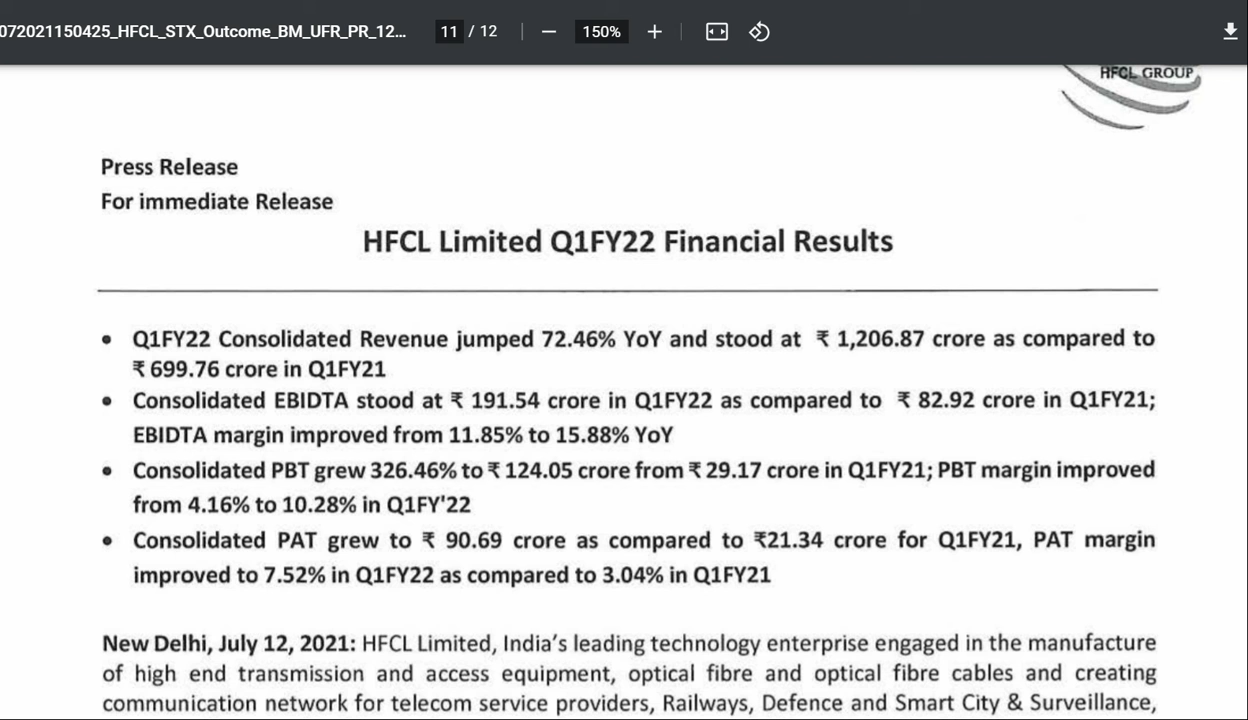 072021150425_HFCL_STX_Outcome_BM_UFR_PR_12... 11 / 12 150%
HFCL GROUP
Press Release
For immediate Release
HFCL Limited Q1FY22 Financial Results
• Q1FY22 Consolidated Revenue jumped 72.46% YoY and stood at ₹ 1,206.87 crore as compared to
₹ 699.76 crore in Q1FY21
• Consolidated EBIDTA stood at ₹ 191.54 crore in Q1FY22 as compared to ₹ 82.92 crore in Q1FY21;
EBIDTA margin improved from 11.85% to 15.88% YoY
• Consolidated PBT grew 326.46% to ₹ 124.05 crore from ₹ 29.17 crore in Q1FY21; PBT margin improved
from 4.16% to 10.28% in Q1FY'22
• Consolidated PAT grew to ₹ 90.69 crore as compared to ₹21.34 crore for Q1FY21, PAT margin
improved to 7.52% in Q1FY22 as compared to 3.04% in Q1FY21
New Delhi, July 12, 2021: HFCL Limited, India’s leading technology enterprise engaged in the manufacture
of high end transmission and access equipment, optical fibre and optical fibre cables and creating
communication network for telecom service providers, Railways, Defence and Smart City & Surveillance,